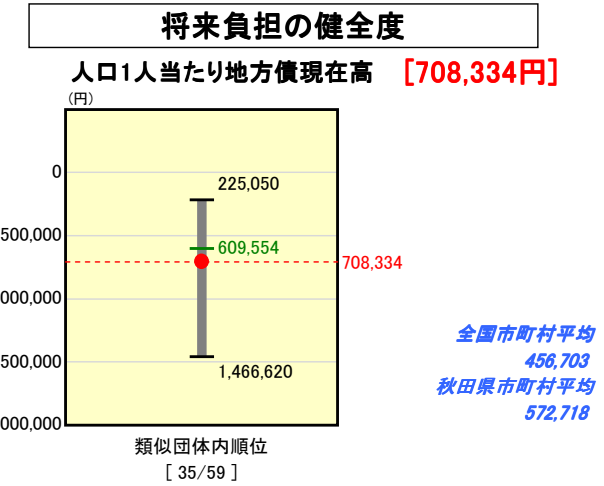 将来負担の健全度
人口1人当たり地方債現在高 [708,334円]
(円)
0
225,050
500,000
609,554
708,334
000,000
500,000
1,466,620
000,000
全国市町村平均
456,703
秋田県市町村平均
572,718
類似団体内順位
[ 35/59 ]